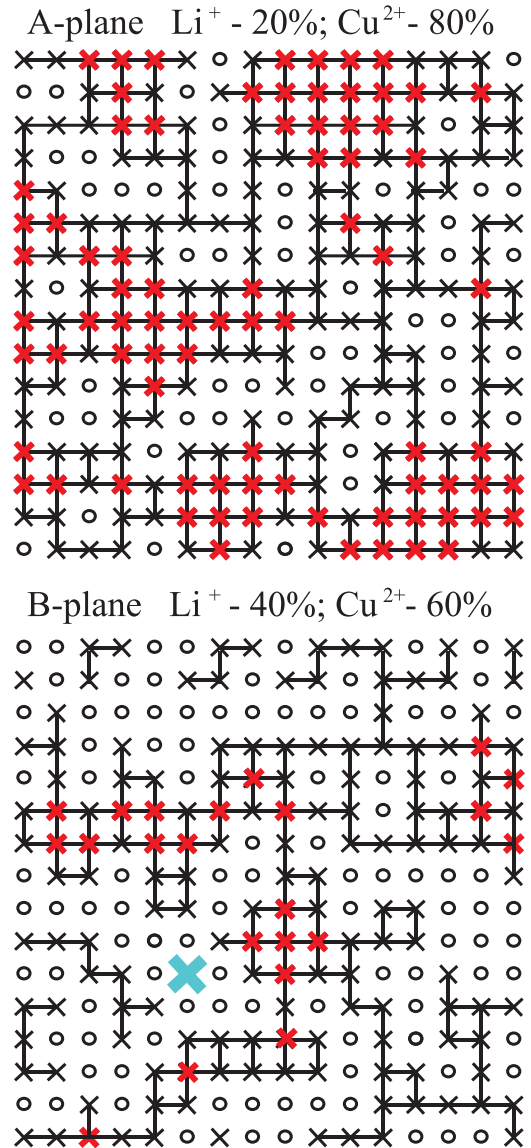 A-plane Li⁺ - 20%; Cu²⁺- 80%
B-plane Li⁺ - 40%; Cu²⁺- 60%